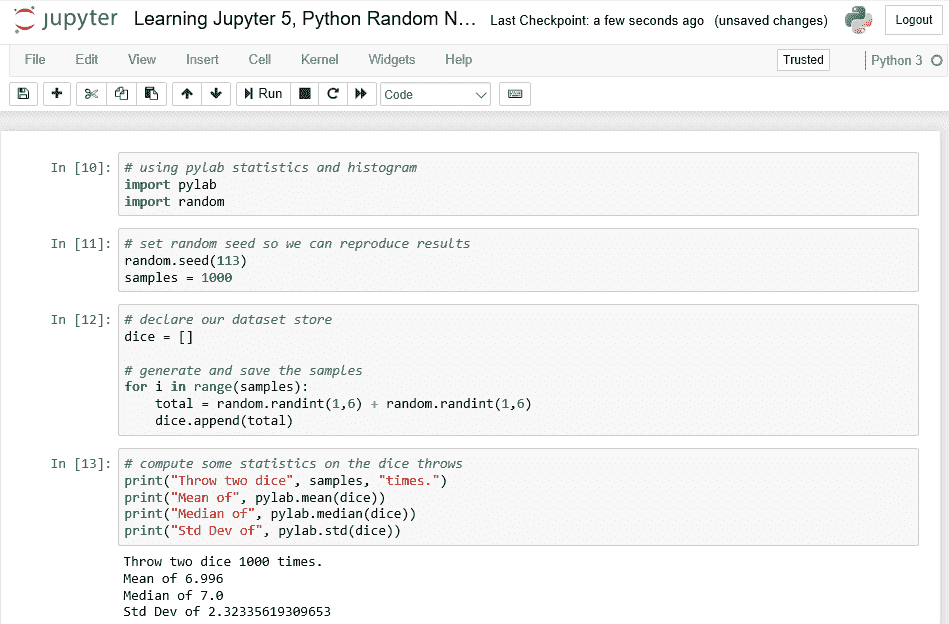 jupyter Learning Jupyter 5, Python Random N... Last Checkpoint: a few seconds ago (unsaved changes) Logout
File Edit View Insert Cell Kernel Widgets Help Trusted Python 3
Run Code
In [10]: # using pylab statistics and histogram
import pylab
import random
In [11]: # set random seed so we can reproduce results
random.seed(113)
samples = 1000
In [12]: # declare our dataset store
dice = []
# generate and save the samples
for i in range(samples):
    total = random.randint(1,6) + random.randint(1,6)
    dice.append(total)
In [13]: # compute some statistics on the dice throws
print("Throw two dice", samples, "times.")
print("Mean of", pylab.mean(dice))
print("Median of", pylab.median(dice))
print("Std Dev of", pylab.std(dice))
Throw two dice 1000 times.
Mean of 6.996
Median of 7.0
Std Dev of 2.32335619309653